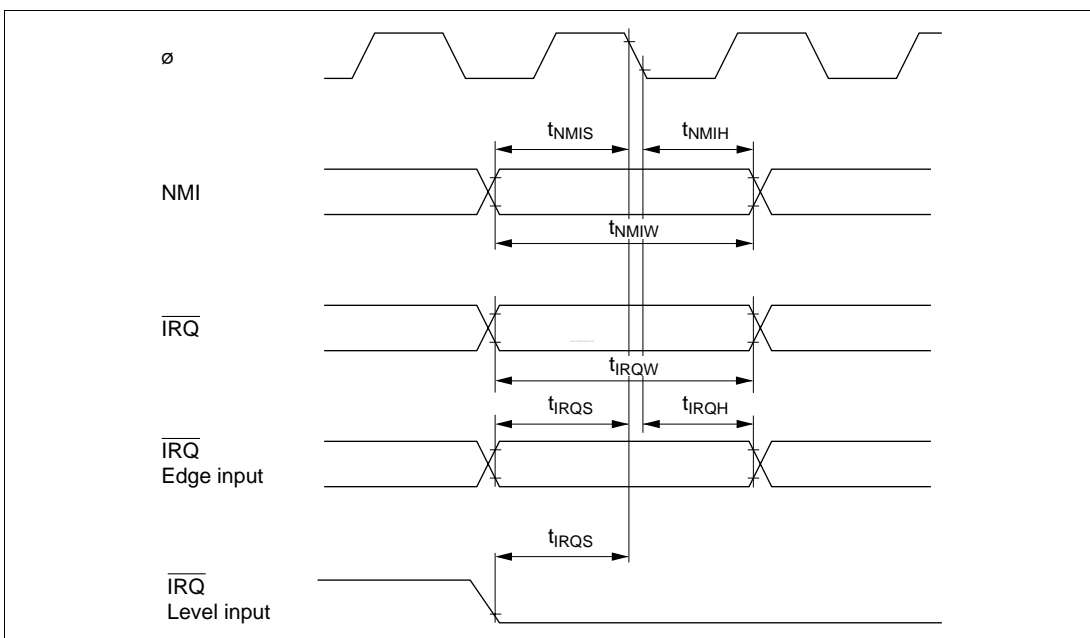 ø
tNMIS tNMIH
NMI
tNMIW
IRQ
tIRQW
tIRQS tIRQH
IRQ
Edge input
tIRQS
IRQ
Level input